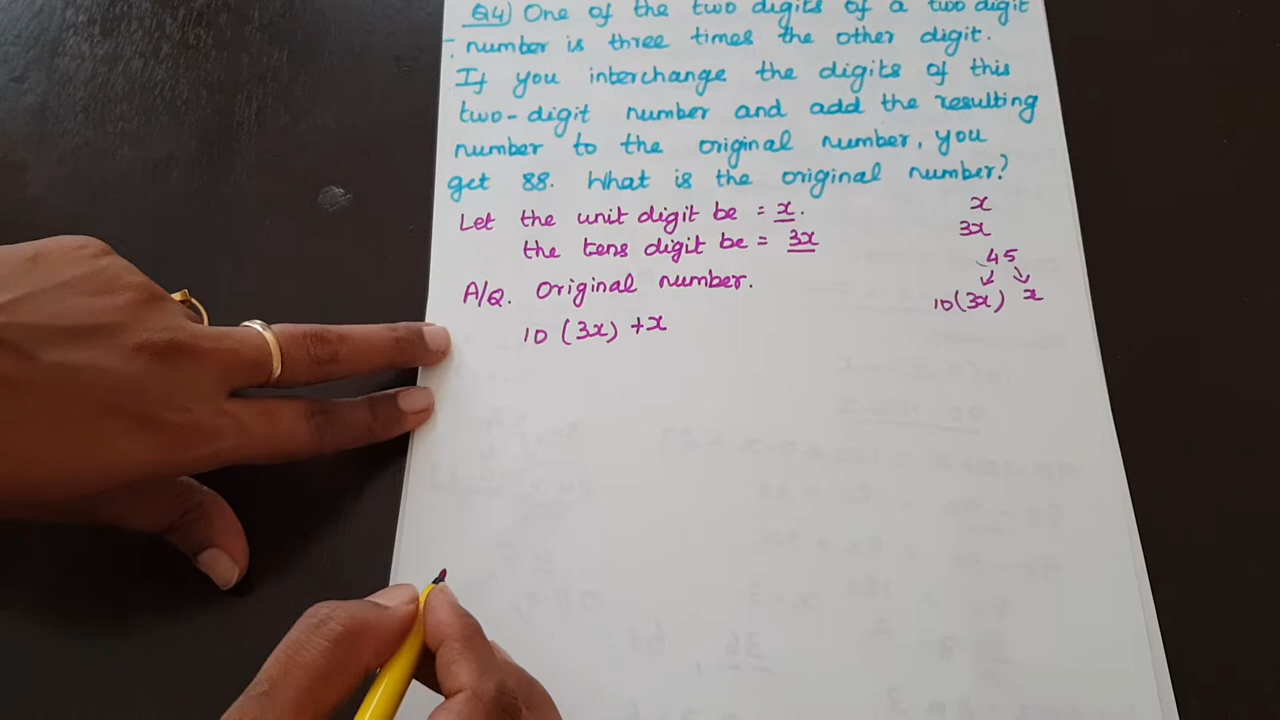 Q4) One of the two digits of a two digit
number is three times the other digit.
If you interchange the digits of this
two-digit number and add the resulting
number to the original number, you
get 88. What is the original number?
Let the unit digit be = x.
the tens digit be = 3x
A/Q. Original number.
10 (3x) + x
x
3x
45
10(3x) x